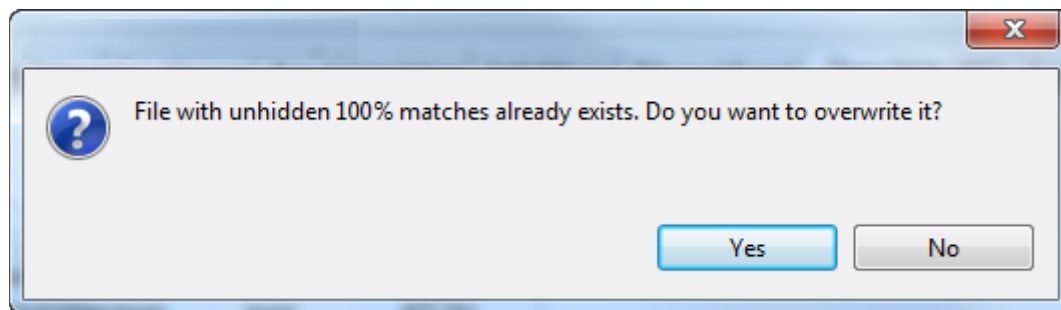 File with unhidden 100% matches already exists. Do you want to overwrite it?
Yes
No